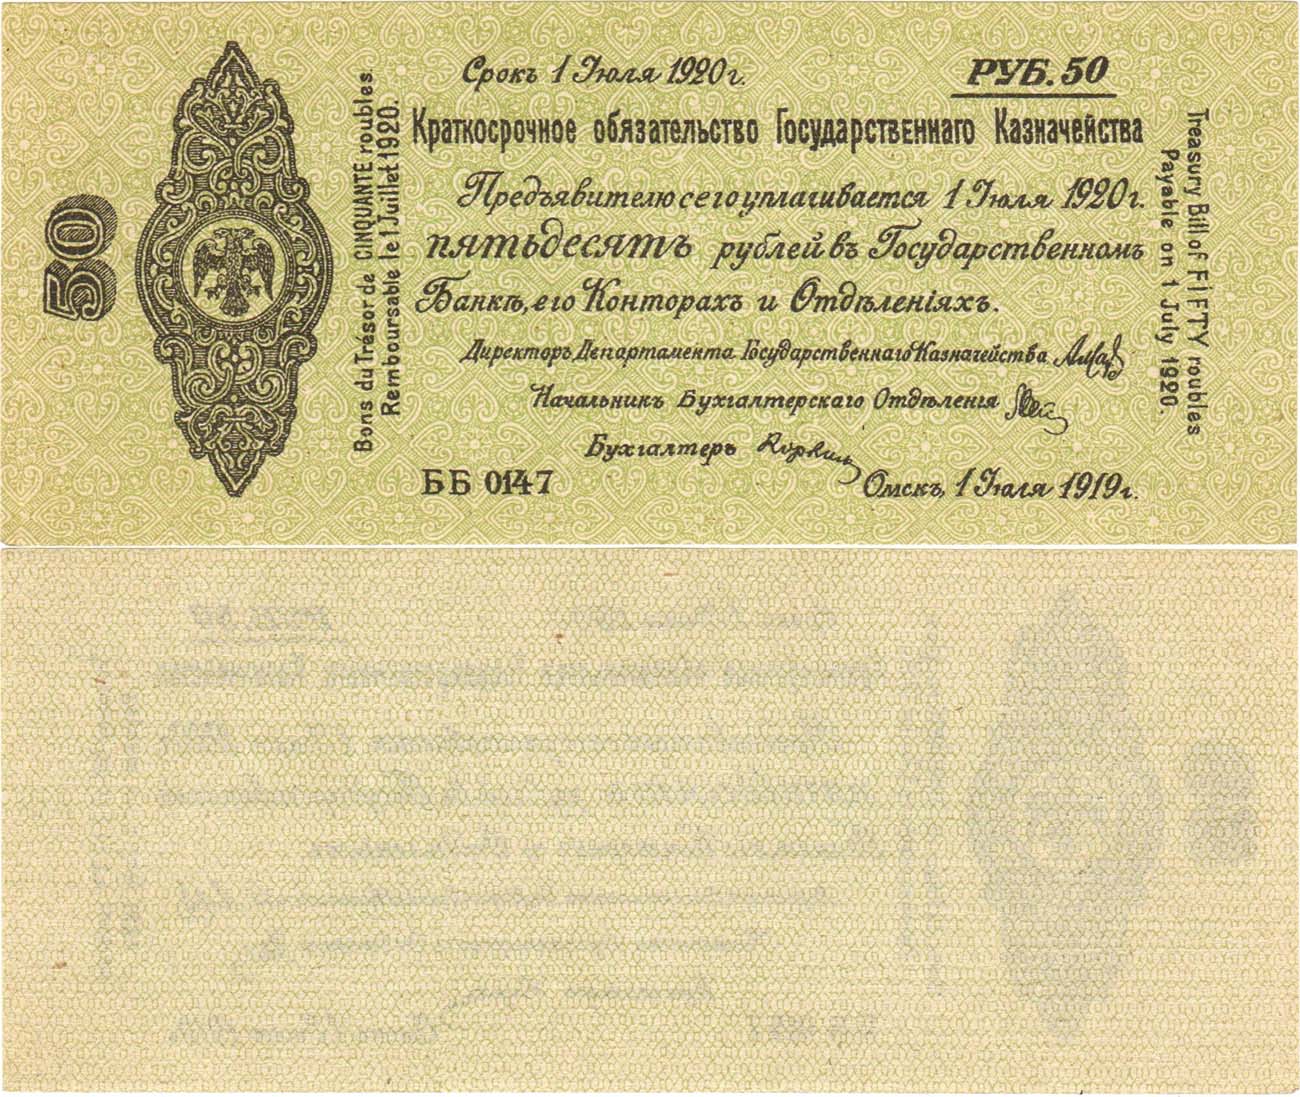 50
Bons du Trésor de CINQUANTE roubles.
Remboursable le 1 Juillet 1920.
Срокъ 1 Іюля 1920 г.
РУБ. 50
Краткосрочное обязательство Государственнаго Казначейства
Предъявителю сего уплачивается 1 Іюля 1920 г.
пятьдесятъ рублей въ Государственномъ
Банкѣ, его Конторахъ и Отдѣленіяхъ.
Директоръ Департамента Государственнаго Казначейства
Начальникъ Бухгалтерскаго Отдѣленія
Бухгалтеръ
ББ 0147
Омскъ, 1 Іюля 1919 г.
Treasury Bill of FIFTY roubles
Payable on 1 July 1920.